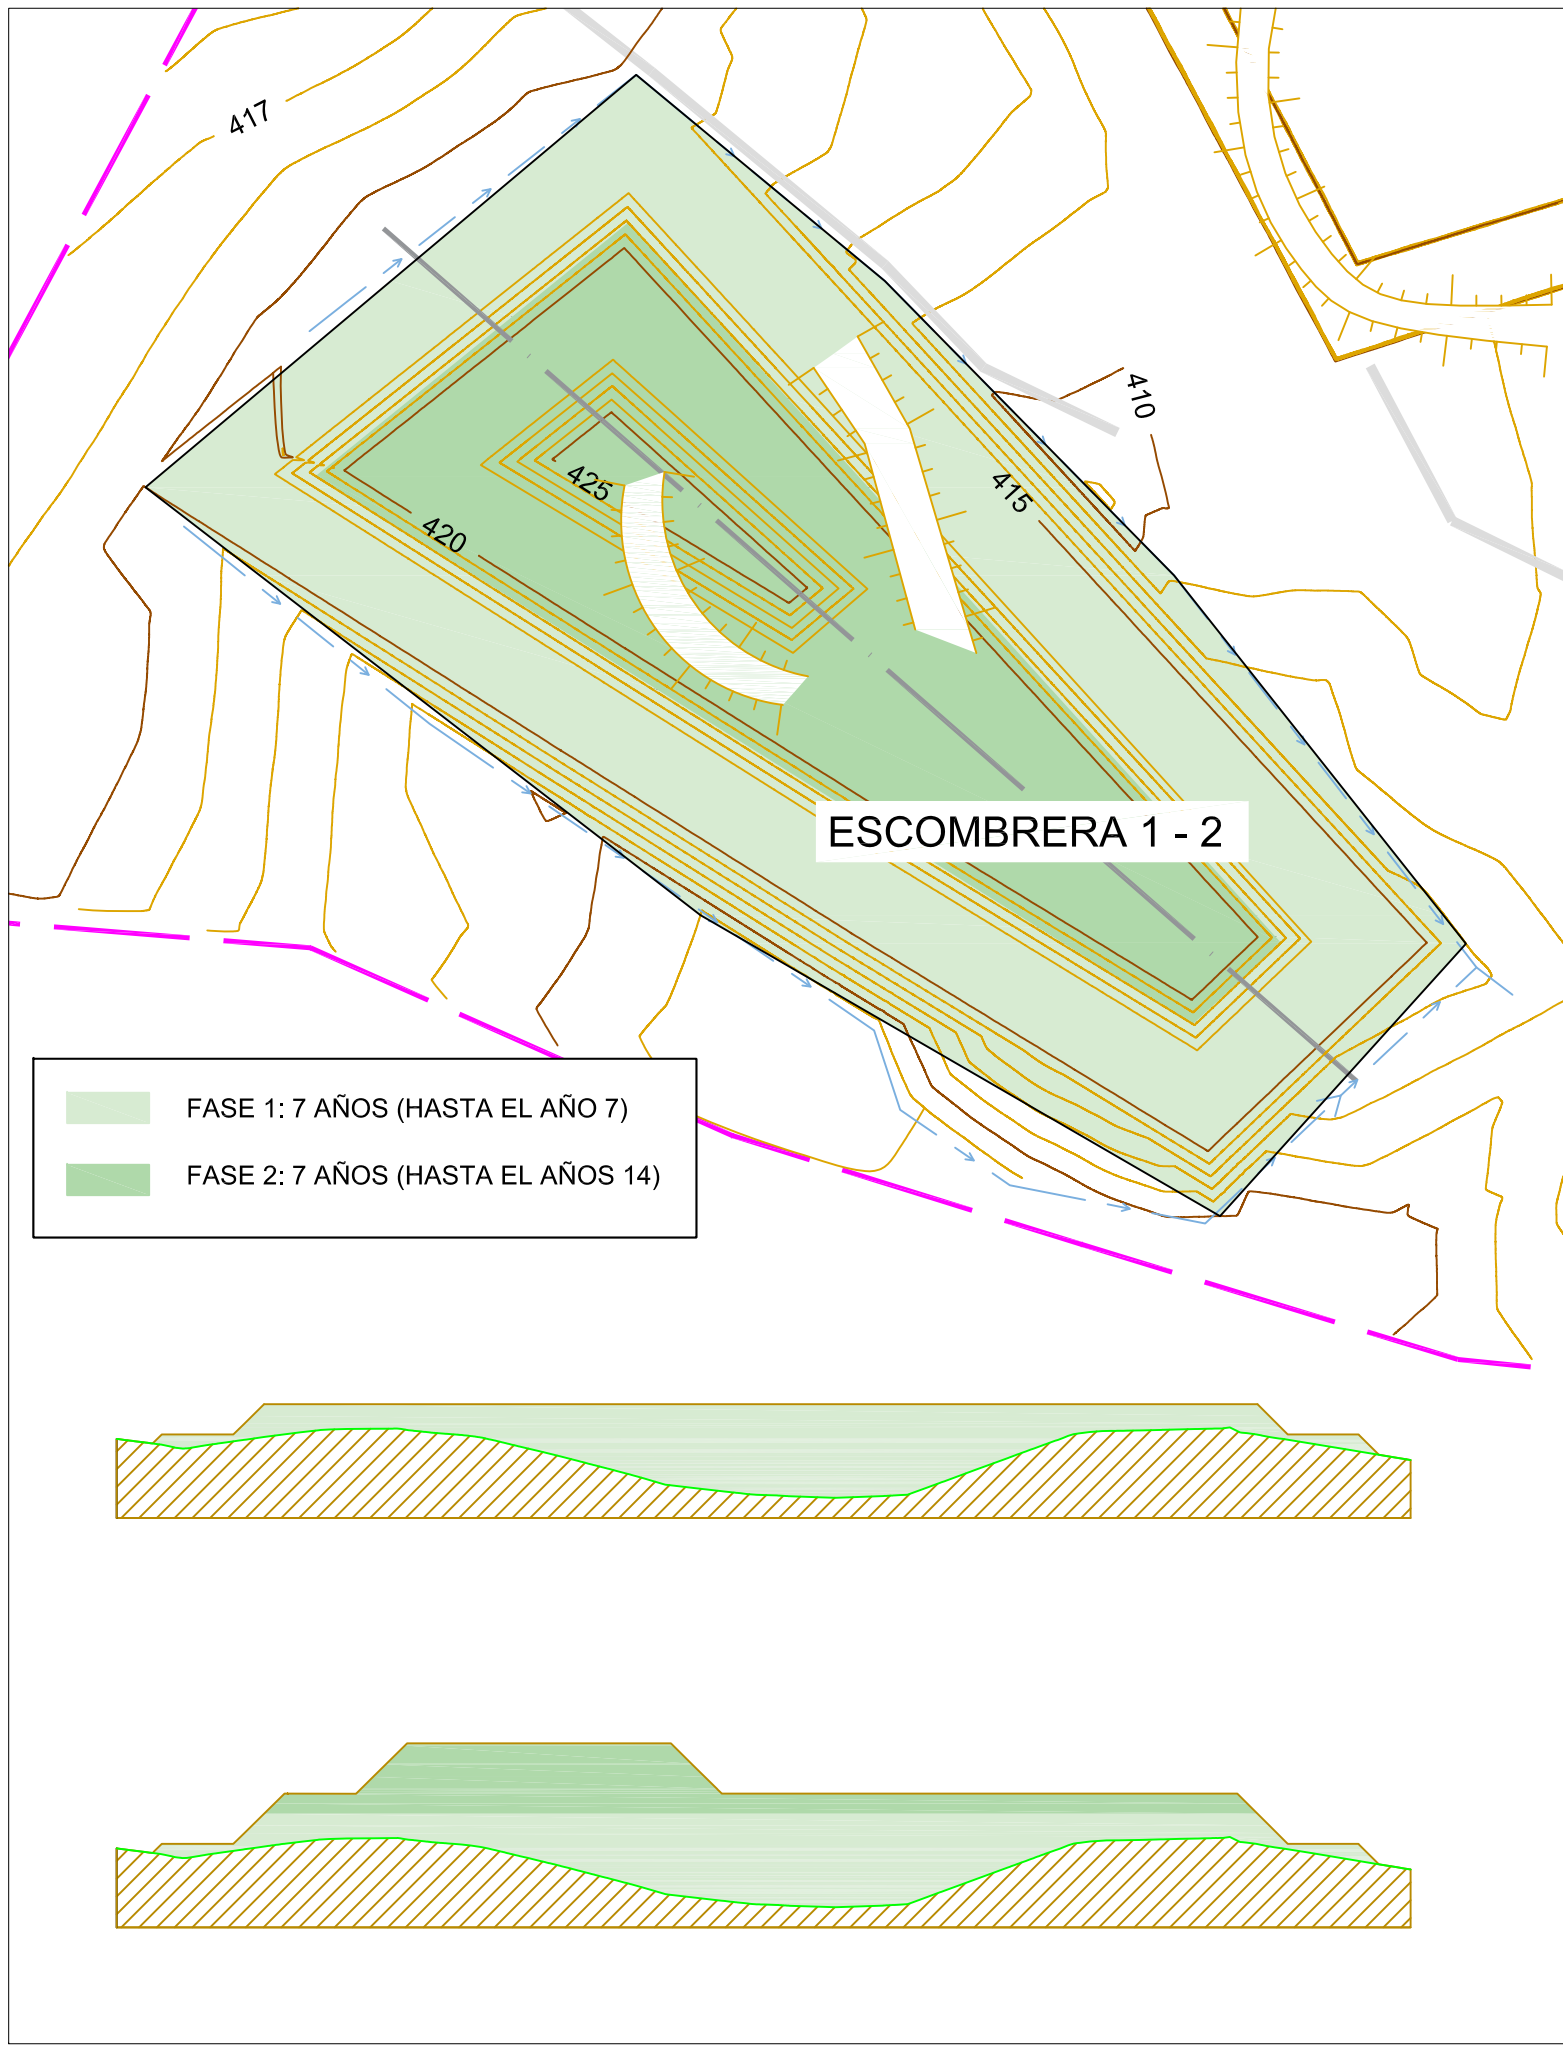 417
410
415
425
420
ESCOMBRERA 1 - 2
FASE 1: 7 AÑOS (HASTA EL AÑO 7)
FASE 2: 7 AÑOS (HASTA EL AÑOS 14)